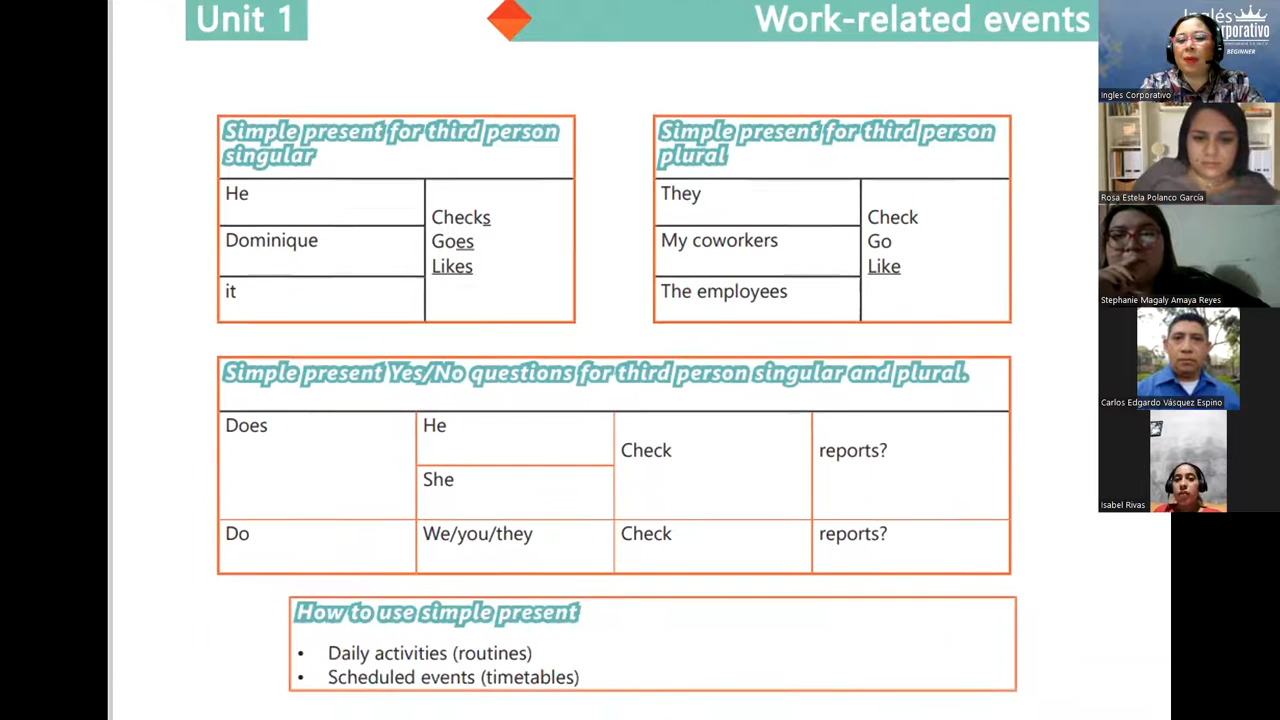 Unit 1
Work-related events
Simple present for third person
singular
He
Dominique
it
Checks
Goes
Likes
Simple present for third person
plural
They
My coworkers
The employees
Check
Go
Like
Simple present Yes/No questions for third person singular and plural.
Does
He
She
Check
reports?
Do
We/you/they
Check
reports?
How to use simple present
• Daily activities (routines)
• Scheduled events (timetables)
Inglés
BEGINNER
Ingles Corporativo
Rosa Estela Polanco García
Stephanie Magaly Amaya Reyes
Carlos Edgardo Vásquez Espino
Isabel Rivas